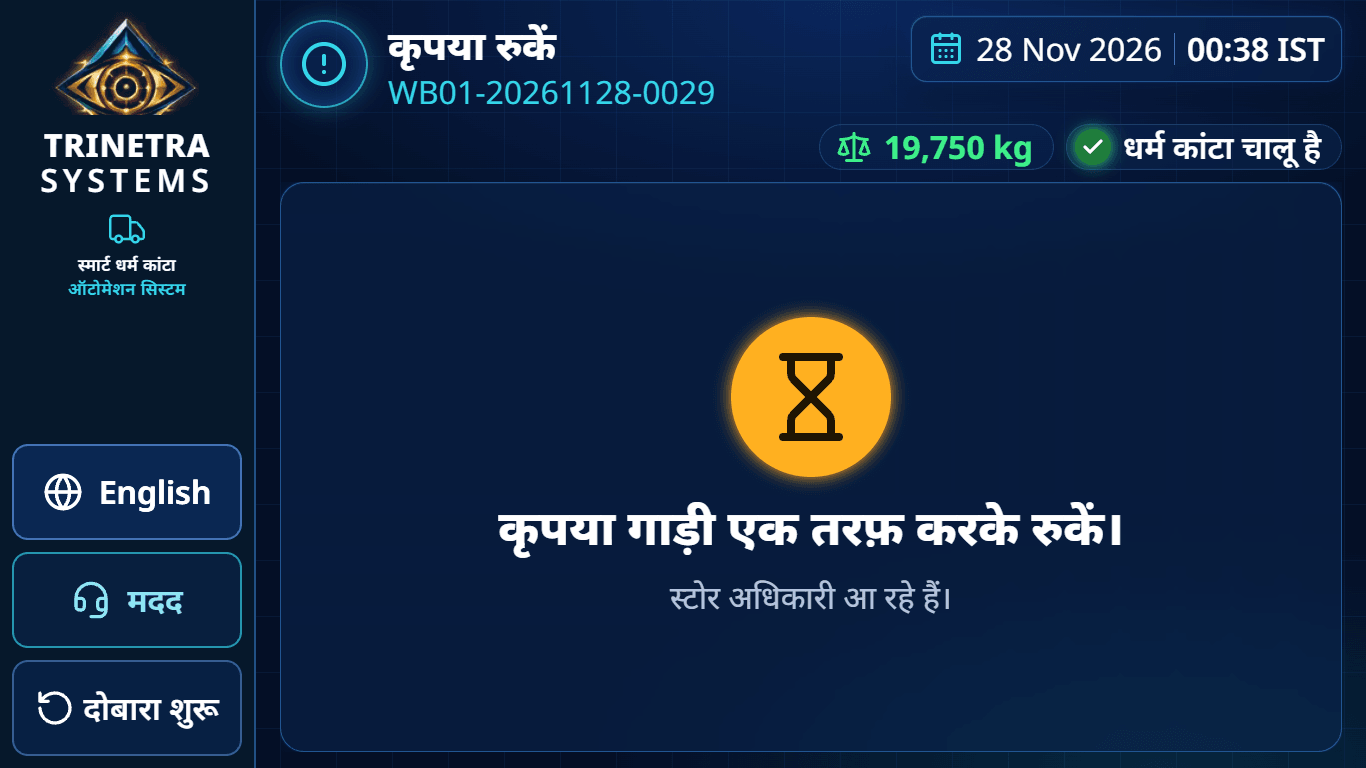 TRINETRA
SYSTEMS
स्मार्ट धर्म कांटा
ऑटोमेशन सिस्टम
English
मदद
दोबारा शुरू
कृपया रुकें
WB01-20261128-0029
28 Nov 2026
00:38 IST
19,750 kg
धर्म कांटा चालू है
कृपया गाड़ी एक तरफ़ करके रुकें।
स्टोर अधिकारी आ रहे हैं।